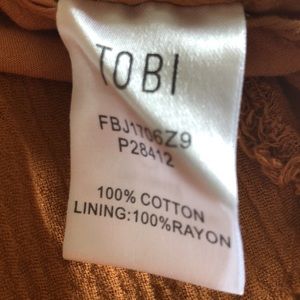 TOBI
FBJ1706Z9
P28412
100% COTTON
LINING:100%RAYON